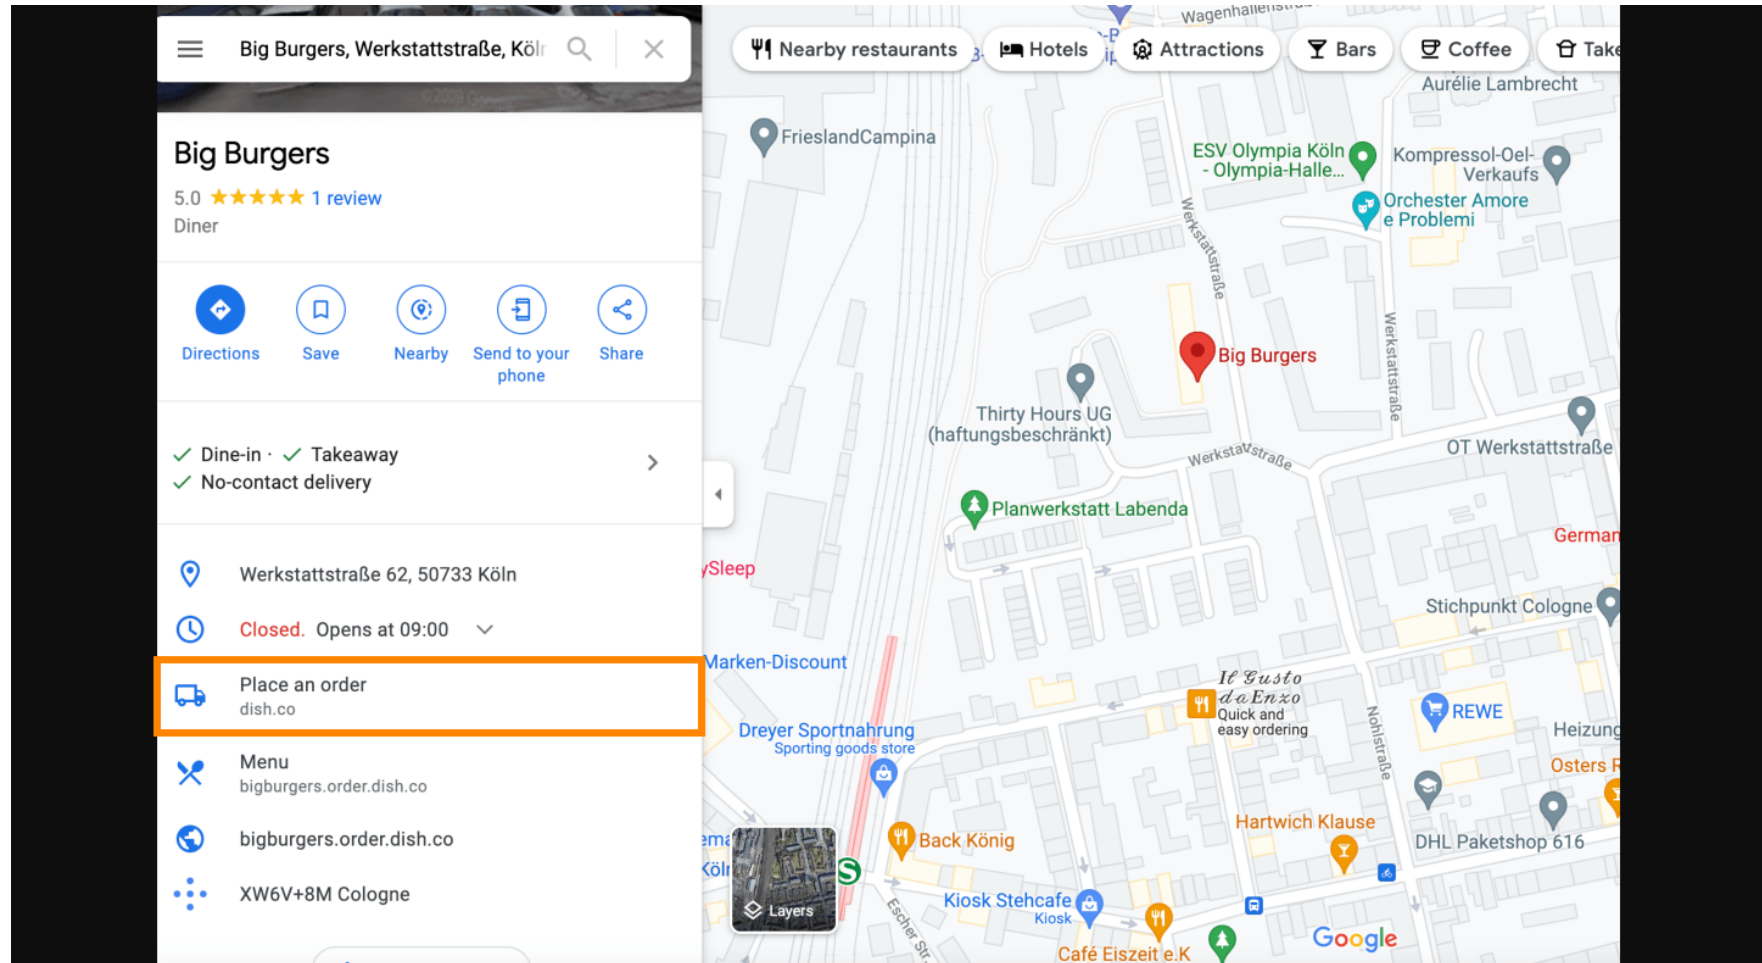 Big Burgers, Werkstattstraße, Köln
Big Burgers
5.0
1 review
Diner
Directions
Save
Nearby
Send to your
phone
Share
Dine-in ·
Takeaway
No-contact delivery
Werkstattstraße 62, 50733 Köln
Closed. Opens at 09:00
Place an order
dish.co
Menu
bigburgers.order.dish.co
bigburgers.order.dish.co
XW6V+8M Cologne
Nearby restaurants
Hotels
Attractions
Bars
Coffee
Take
Aurélie Lambrecht
FrieslandCampina
ESV Olympia Köln
- Olympia-Halle...
Kompressol-Oel-
Verkaufs
Orchester Amore
e Problemi
Werkstattstraße
Werkstattstraße
Big Burgers
Thirty Hours UG
(haftungsbeschränkt)
Werkstattstraße
OT Werkstattstraße
Planwerkstatt Labenda
German
ySleep
Stichpunkt Cologne
Marken-Discount
Il Gusto
da Enzo
Quick and
easy ordering
Nohlstraße
REWE
Heizung
Dreyer Sportnahrung
Sporting goods store
Osters R
Hartwich Klause
DHL Paketshop 616
Back König
Köln
S
Layers
Kiosk Stehcafe
Kiosk
Escher Str.
Café Eiszeit e.K
Google